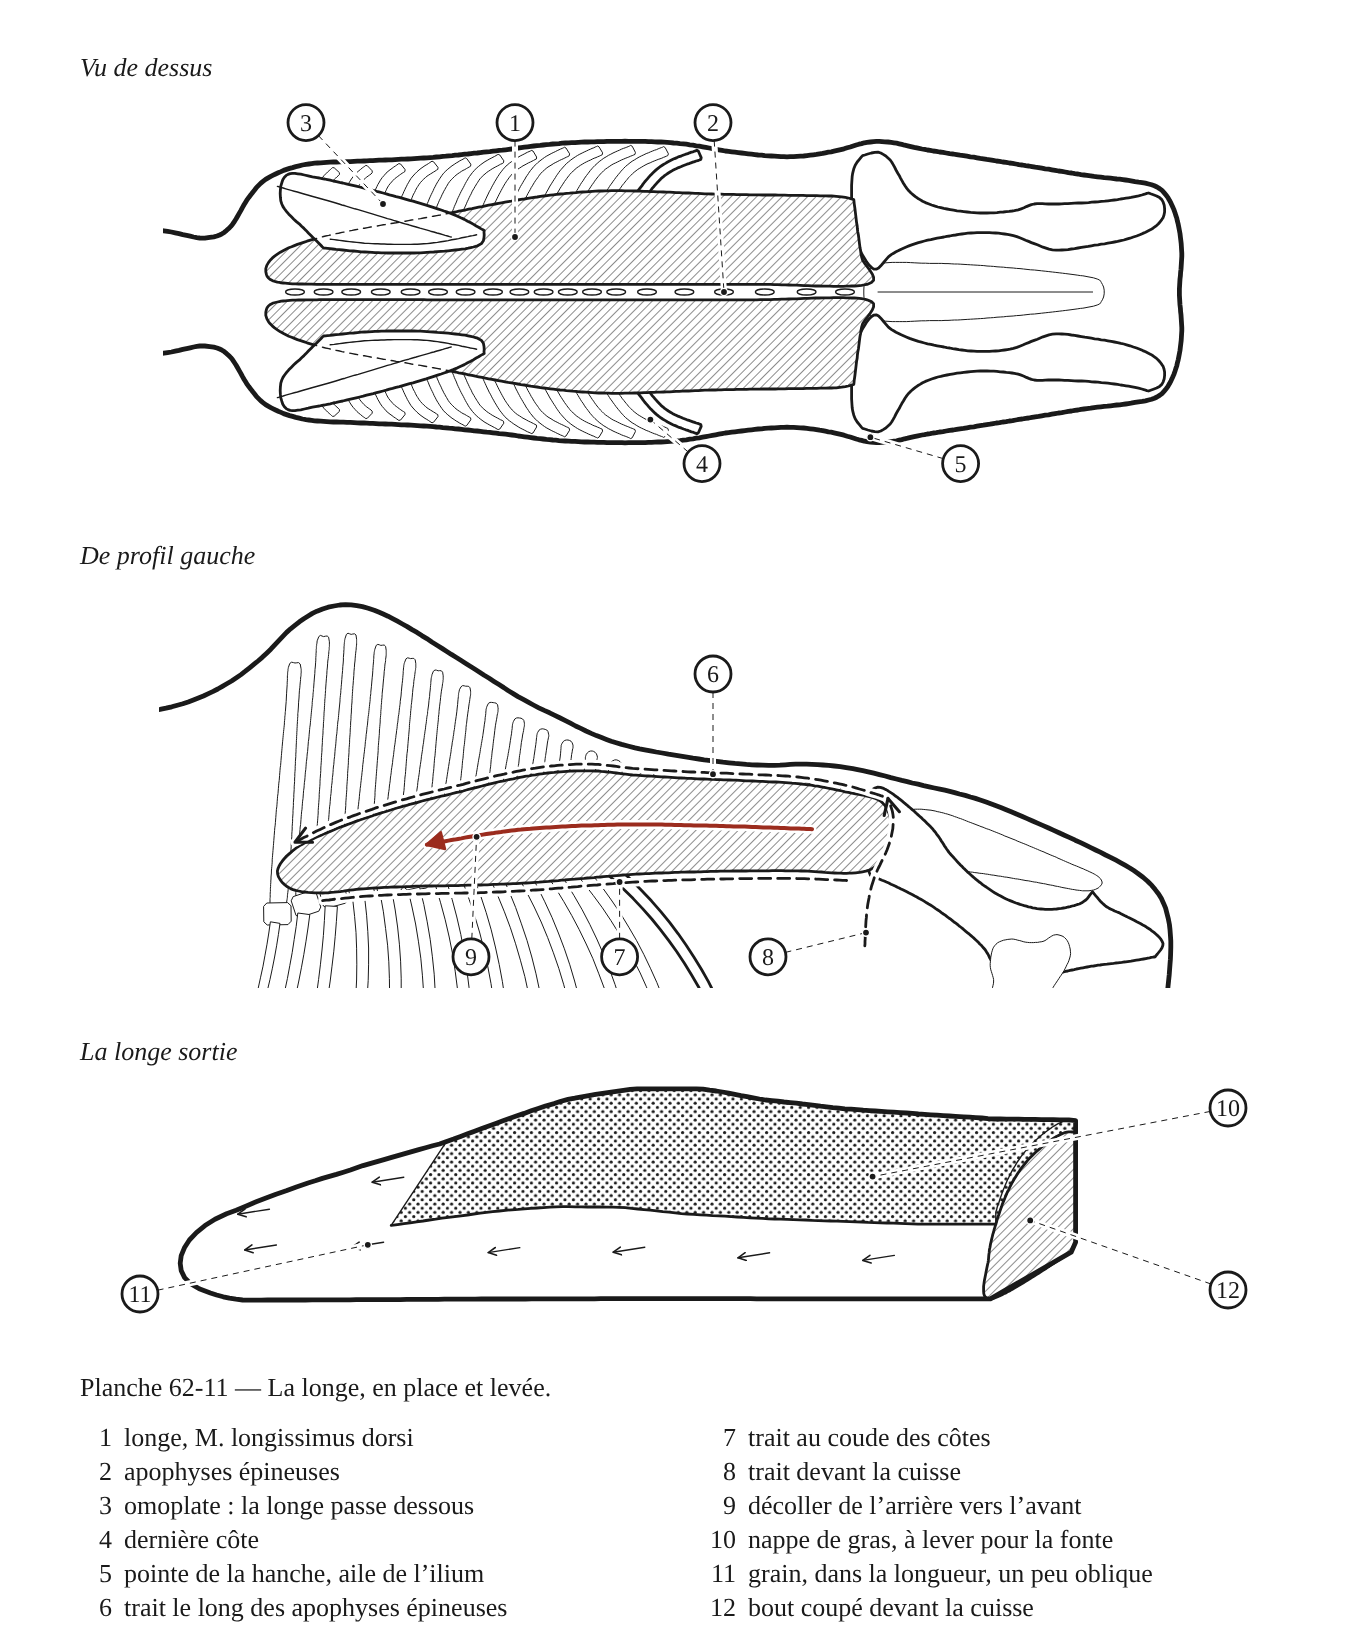 Vu de dessus
3
1
2
4
5
De profil gauche
6
9
7
8
La longe sortie
10
11
12
Planche 62-11 — La longe, en place et levée.
1 longe, M. longissimus dorsi
2 apophyses épineuses
3 omoplate : la longe passe dessous
4 dernière côte
5 pointe de la hanche, aile de l’ilium
6 trait le long des apophyses épineuses
7 trait au coude des côtes
8 trait devant la cuisse
9 décoller de l’arrière vers l’avant
10 nappe de gras, à lever pour la fonte
11 grain, dans la longueur, un peu oblique
12 bout coupé devant la cuisse